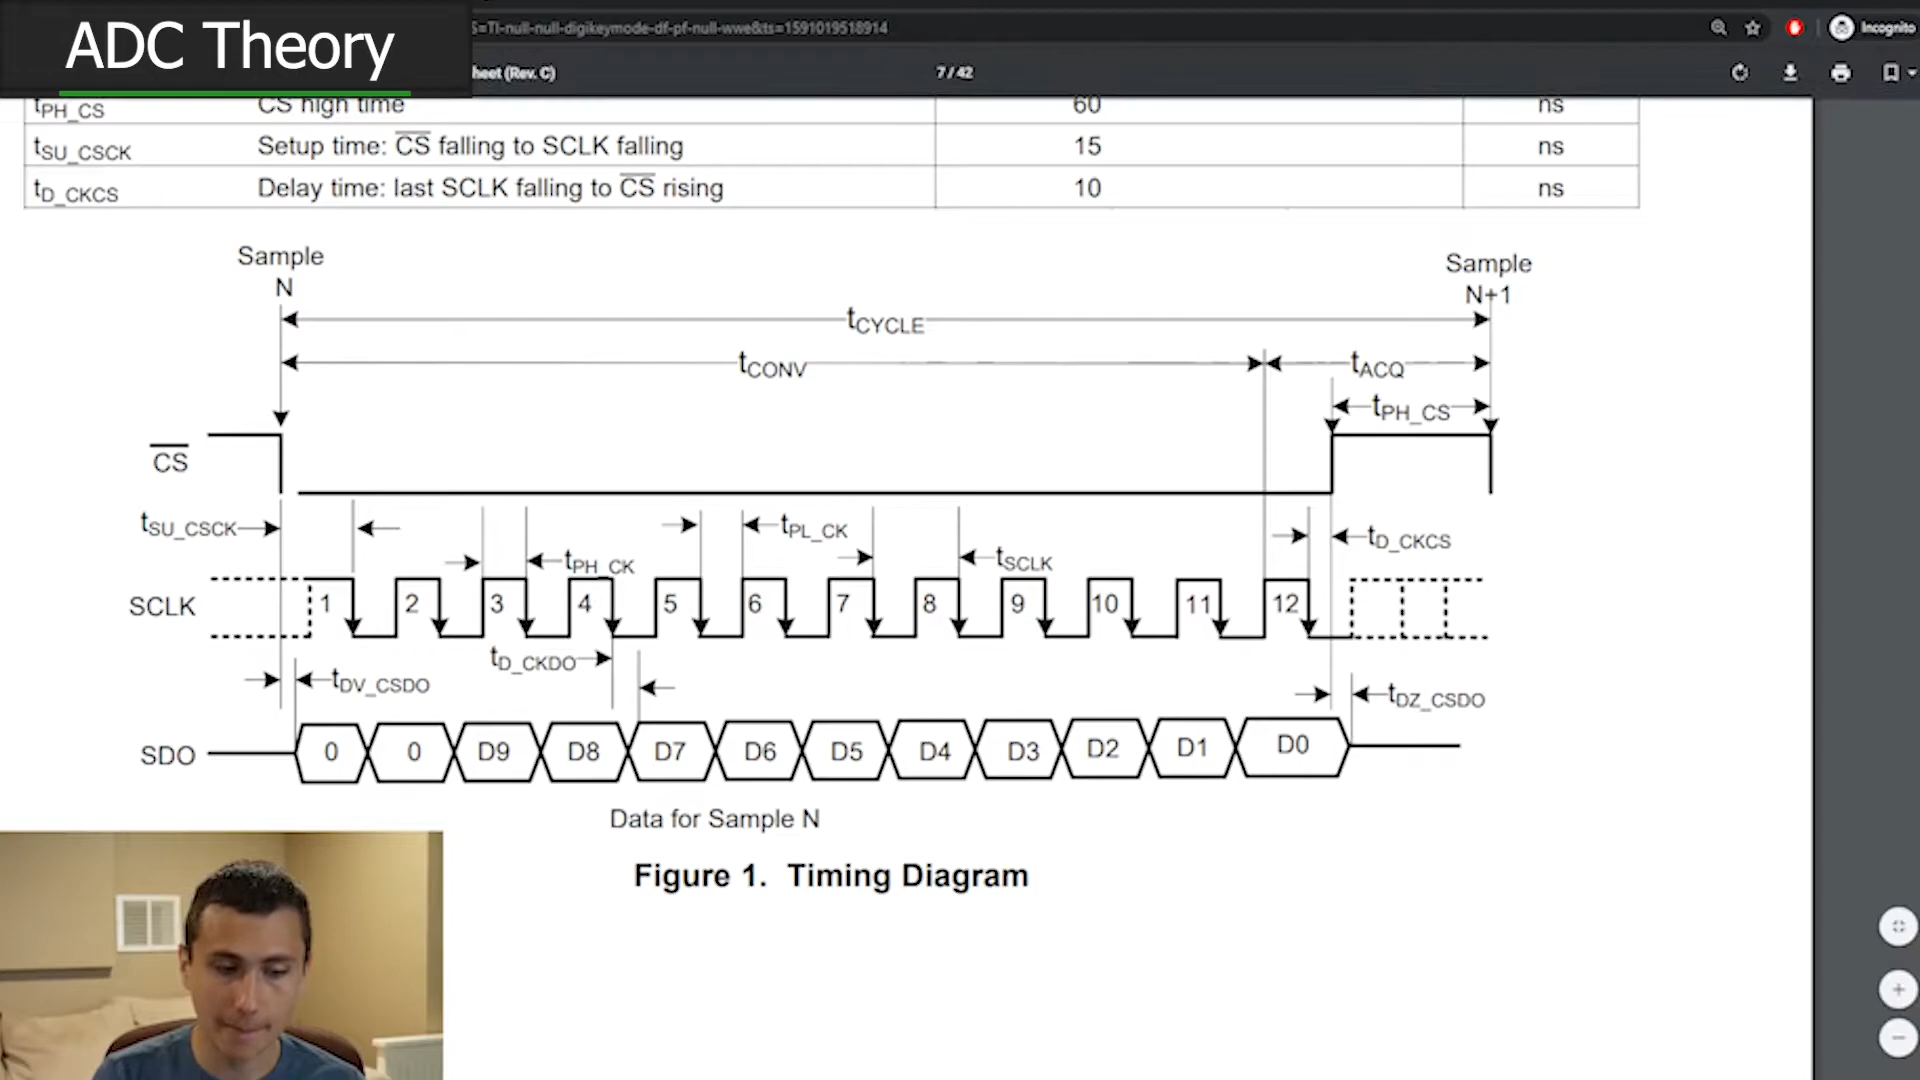 ADC Theory
S=TI-null-null-digikeymode-df-pf-null-wwe&ts=1591019518914
Incognito
heet (Rev. C)
7 / 42
tPH_CS CS high time 60 ns
tSU_CSCK Setup time: CS falling to SCLK falling 15 ns
tD_CKCS Delay time: last SCLK falling to CS rising 10 ns
Sample
N
Sample
N+1
tCYCLE
tCONV
tACQ
tPH_CS
CS
tSU_CSCK
tPL_CK
tD_CKCS
tPH_CK
tSCLK
SCLK
1 2 3 4 5 6 7 8 9 10 11 12
tD_CKDO
tDV_CSDO
tDZ_CSDO
SDO
0 0 D9 D8 D7 D6 D5 D4 D3 D2 D1 D0
Data for Sample N
Figure 1. Timing Diagram